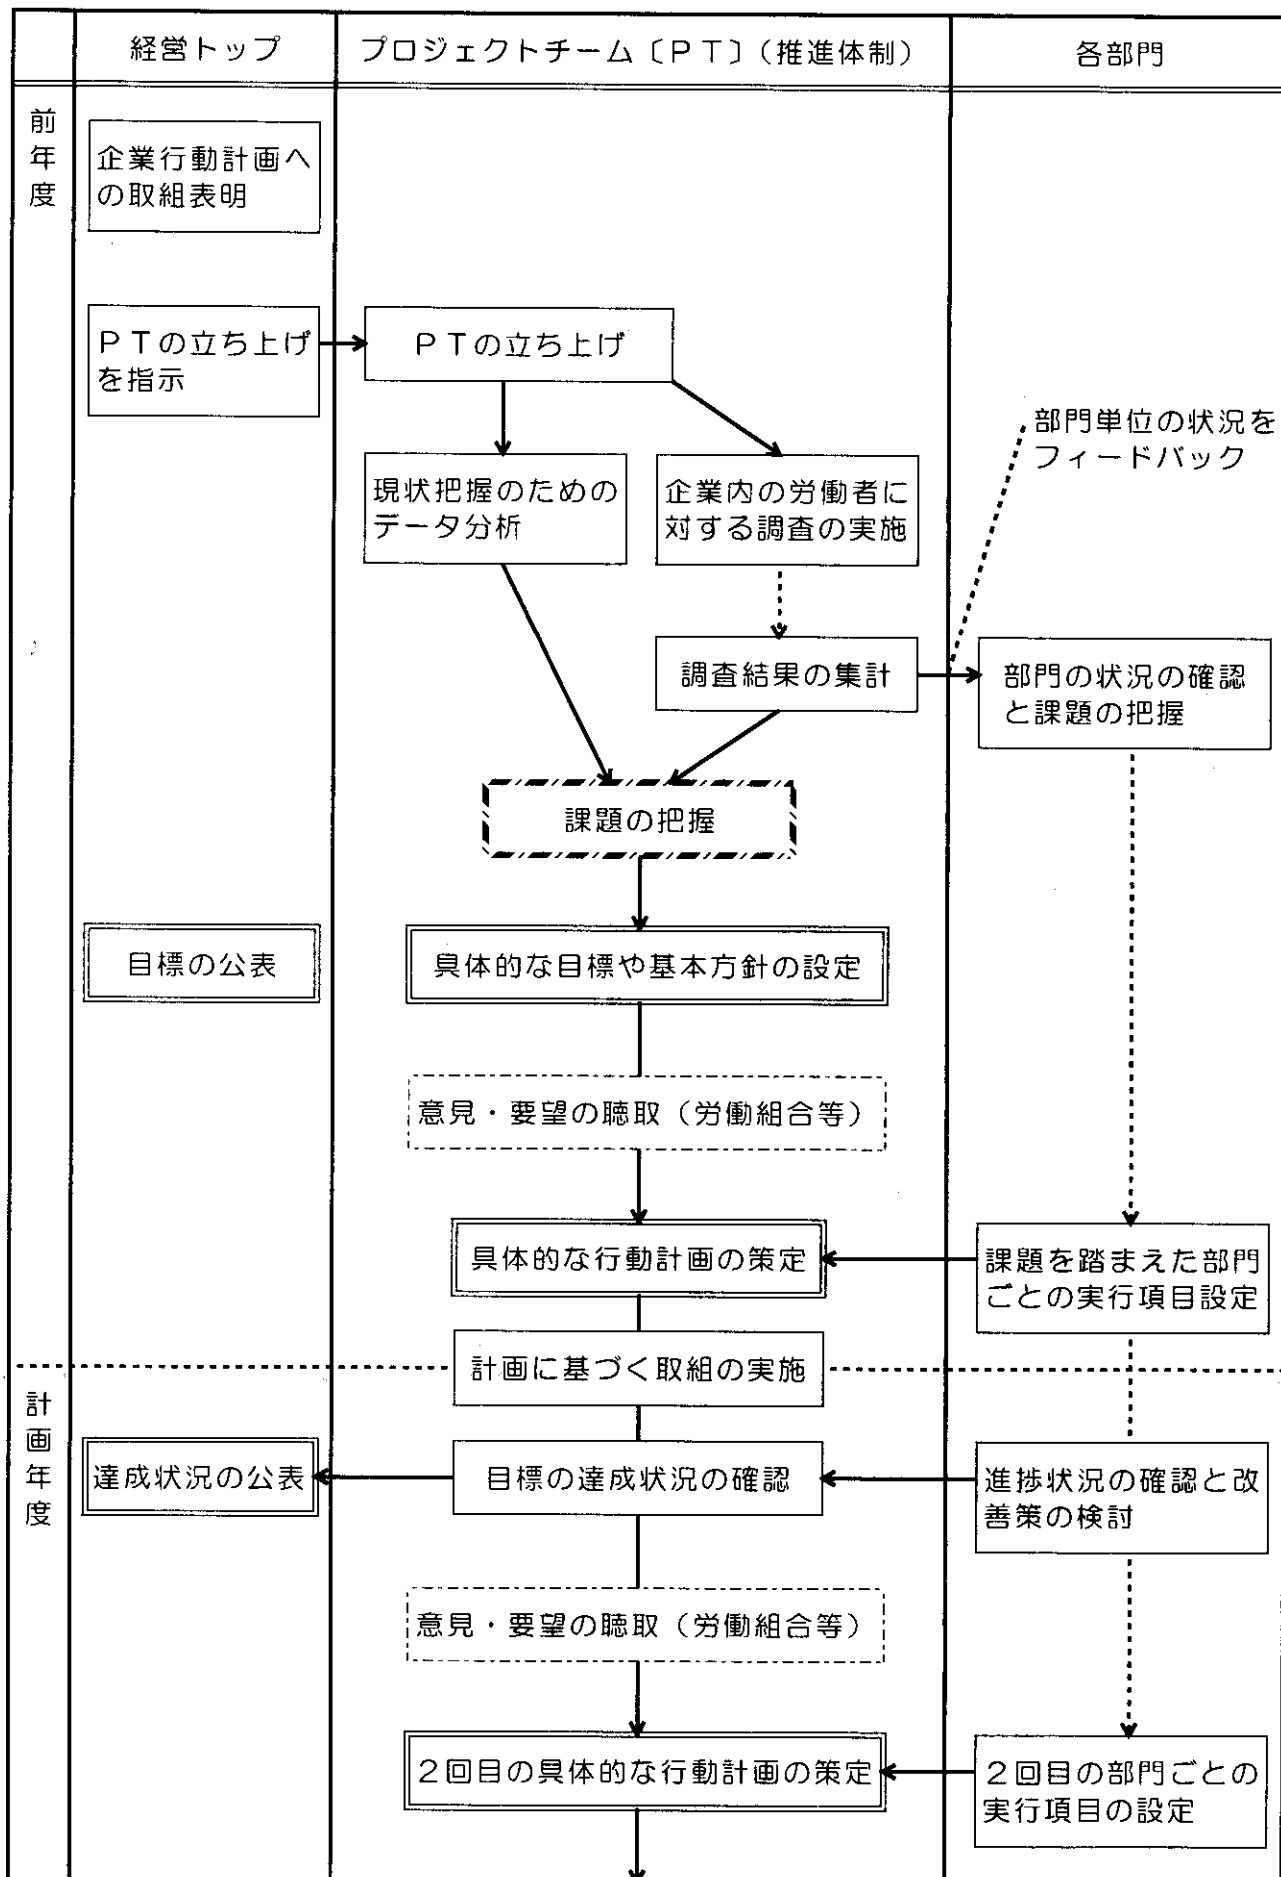 経営トップ
プロジェクトチーム〔ＰＴ〕（推進体制）
各部門
前年度
企業行動計画へ
の取組表明
ＰＴの立ち上げ
を指示
ＰＴの立ち上げ
部門単位の状況を
フィードバック
現状把握のための
データ分析
企業内の労働者に
対する調査の実施
調査結果の集計
部門の状況の確認
と課題の把握
課題の把握
目標の公表
具体的な目標や基本方針の設定
意見・要望の聴取（労働組合等）
具体的な行動計画の策定
課題を踏まえた部門
ごとの実行項目設定
計画に基づく取組の実施
計画年度
達成状況の公表
目標の達成状況の確認
進捗状況の確認と改
善策の検討
意見・要望の聴取（労働組合等）
２回目の具体的な行動計画の策定
２回目の部門ごとの
実行項目の設定